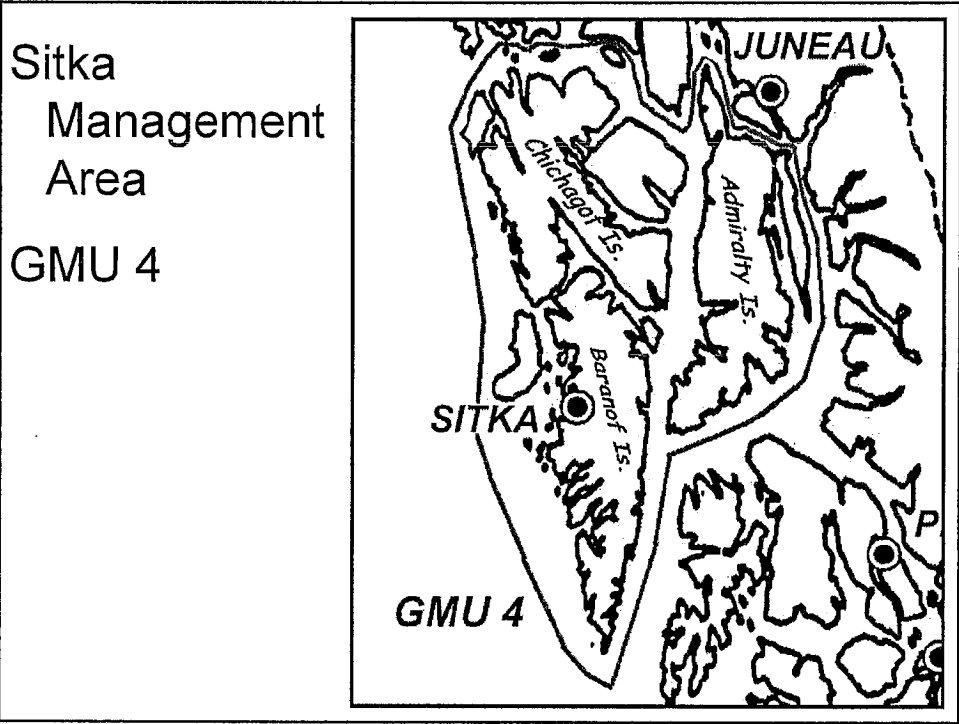 Sitka
Management
Area
GMU 4
JUNEAU
Chichagof Is.
Admiralty Is.
Baranof Is.
SITKA
P
GMU 4